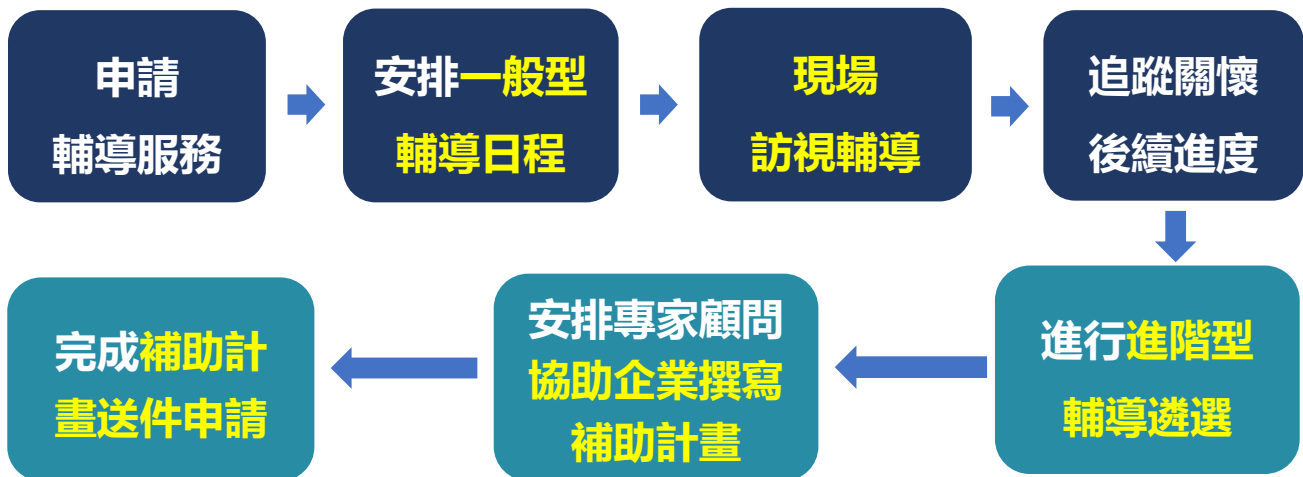 申請
輔導服務
安排一般型
輔導日程
現場
訪視輔導
追蹤關懷
後續進度
進行進階型
輔導遴選
安排專家顧問
協助企業撰寫
補助計畫
完成補助計
畫送件申請